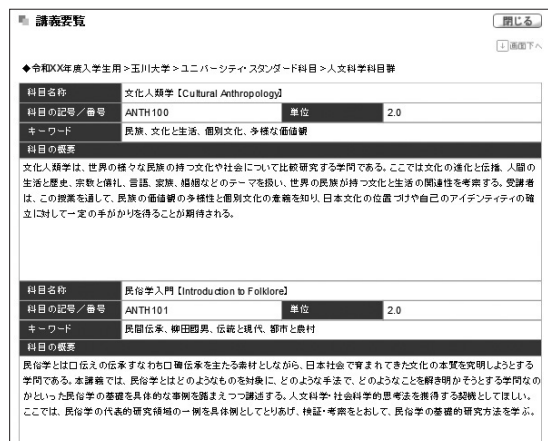 講義要覧
閉じる
↓画面下へ
◆令和XX年度入学生用>玉川大学>ユニバーシティ・スタンダード科目>人文科学科目群
科目名称 文化人類学【Cultural Anthropology】
科目の記号/番号 ANTH100 単位 2.0
キーワード 民族、文化と生活、個別文化、多様な価値観
科目の概要
文化人類学は、世界の様々な民族の持つ文化や社会について比較研究する学問である。ここでは文化の進化と伝播、人間の
生活と歴史、宗教と儀礼、言語、家族、婚姻などのテーマを扱い、世界の民族が持つ文化と生活の関連性を考察する。受講者
は、この授業を通して、民族の価値観の多様性と個別文化の意義を知り、日本文化の位置づけや自己のアイデンティティの確
立に対して一定の手がかりを得ることが期待される。
科目名称 民俗学入門【Introduction to Folklore】
科目の記号/番号 ANTH101 単位 2.0
キーワード 民間伝承、柳田國男、伝統と現代、都市と農村
科目の概要
民俗学とは口伝えの伝承すなわち口碑伝承を主たる素材としながら、日本社会で育まれてきた文化の本質を究明しようとする
学問である。本講義では、民俗学とはどのようなものを対象に、どのような手法で、どのようなことを解き明かそうとする学問なの
かといった民俗学の基礎を具体的な事例を踏まえつつ講述する。人文科学・社会科学的思考法を獲得する契機としてほしい。
ここでは、民俗学の代表的研究領域の一例を具体例としてとりあげ、検証・考察をとおして、民俗学の基礎的研究方法を学ぶ。